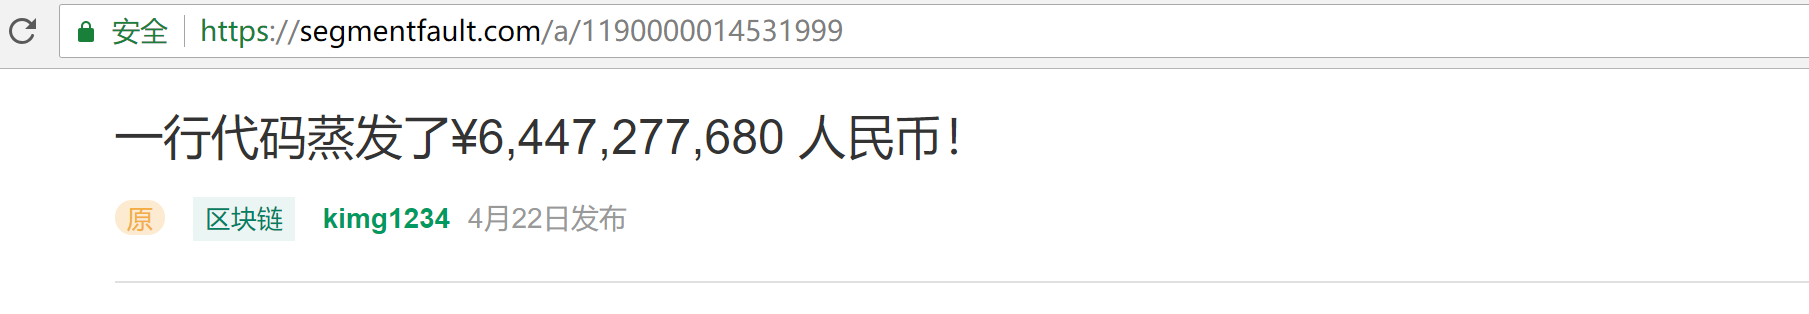 安全 https://segmentfault.com/a/1190000014531999
一行代码蒸发了¥6,447,277,680 人民币！
原 区块链 kimg1234 4月22日发布